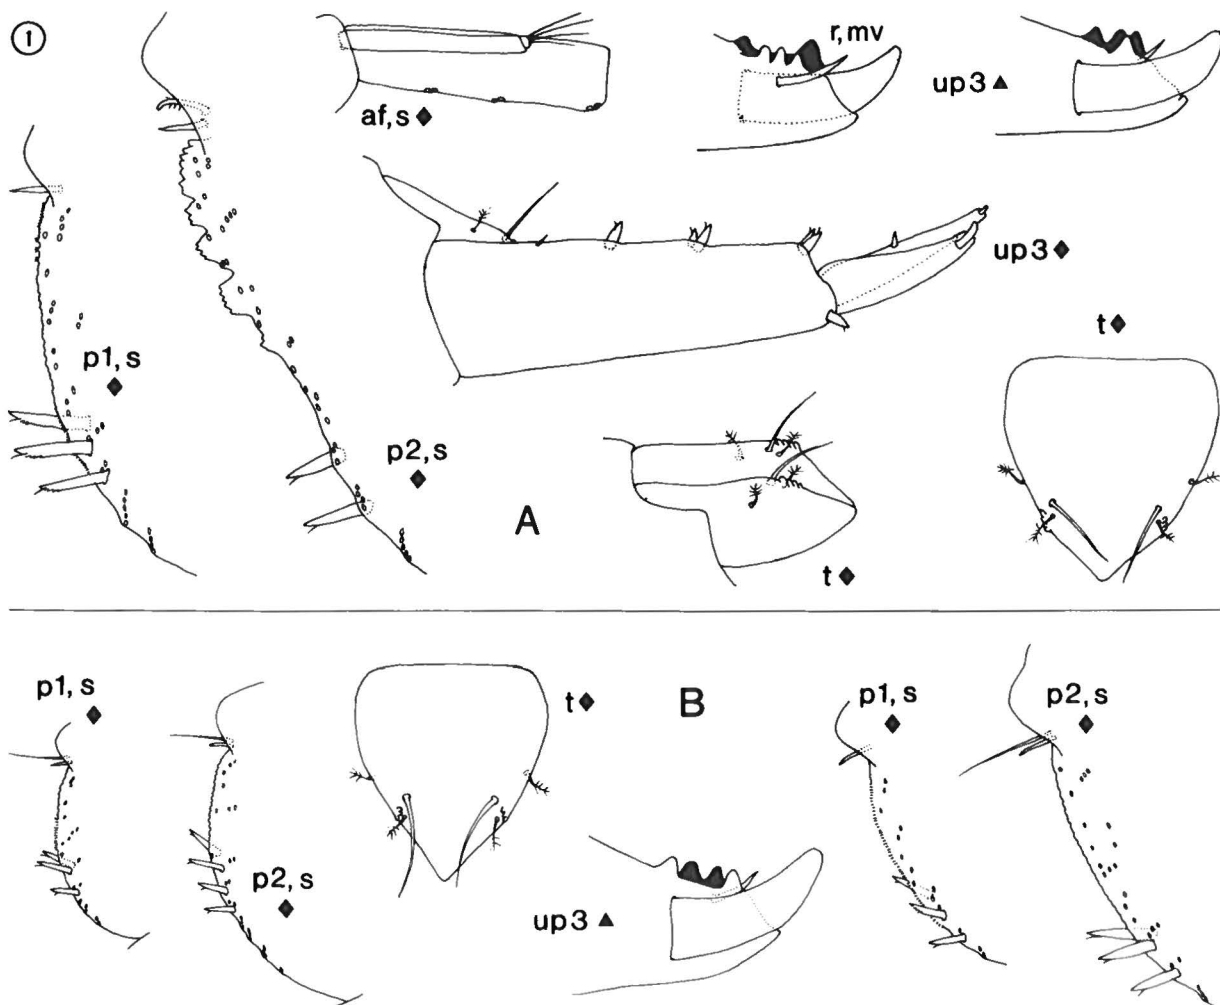 1
af,s ◆
r,mv
up3 ▲
up3 ◆
p1,s
◆
p2,s
◆
A
t ◆
t ◆
p1,s
◆
p2,s
◆
t ◆
B
up3 ▲
p1,s
◆
p2,s
◆